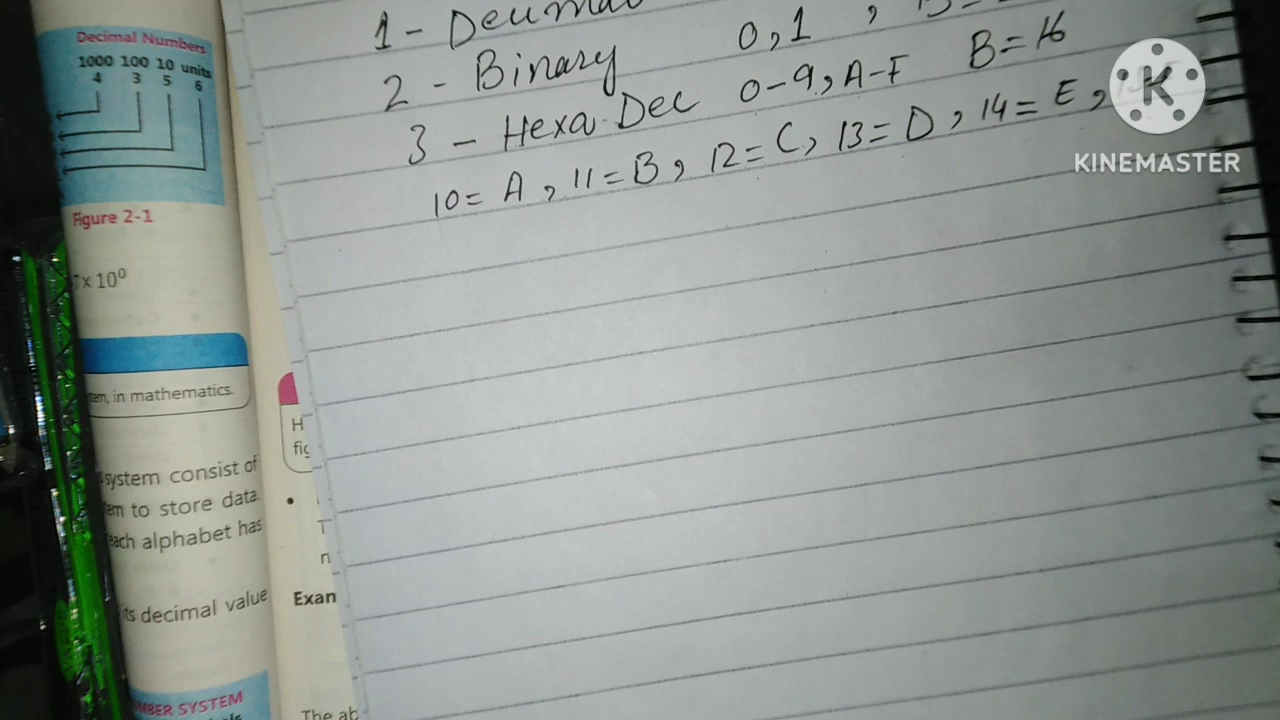 1 - Decimal
2 - Binary 0,1 ,
3 - Hexa Dec 0-9, A-F B=16
10= A , 11= B , 12= C, 13= D , 14= E ,
K
KINEMASTER
Decimal Numbers
1000 100 10 units
4 3 5 6
Figure 2-1
7x 10⁰
in mathematics.
system consist of
to store data.
each alphabet has
its decimal value
SYSTEM
H
fic
•
T
n
Exan
The ab